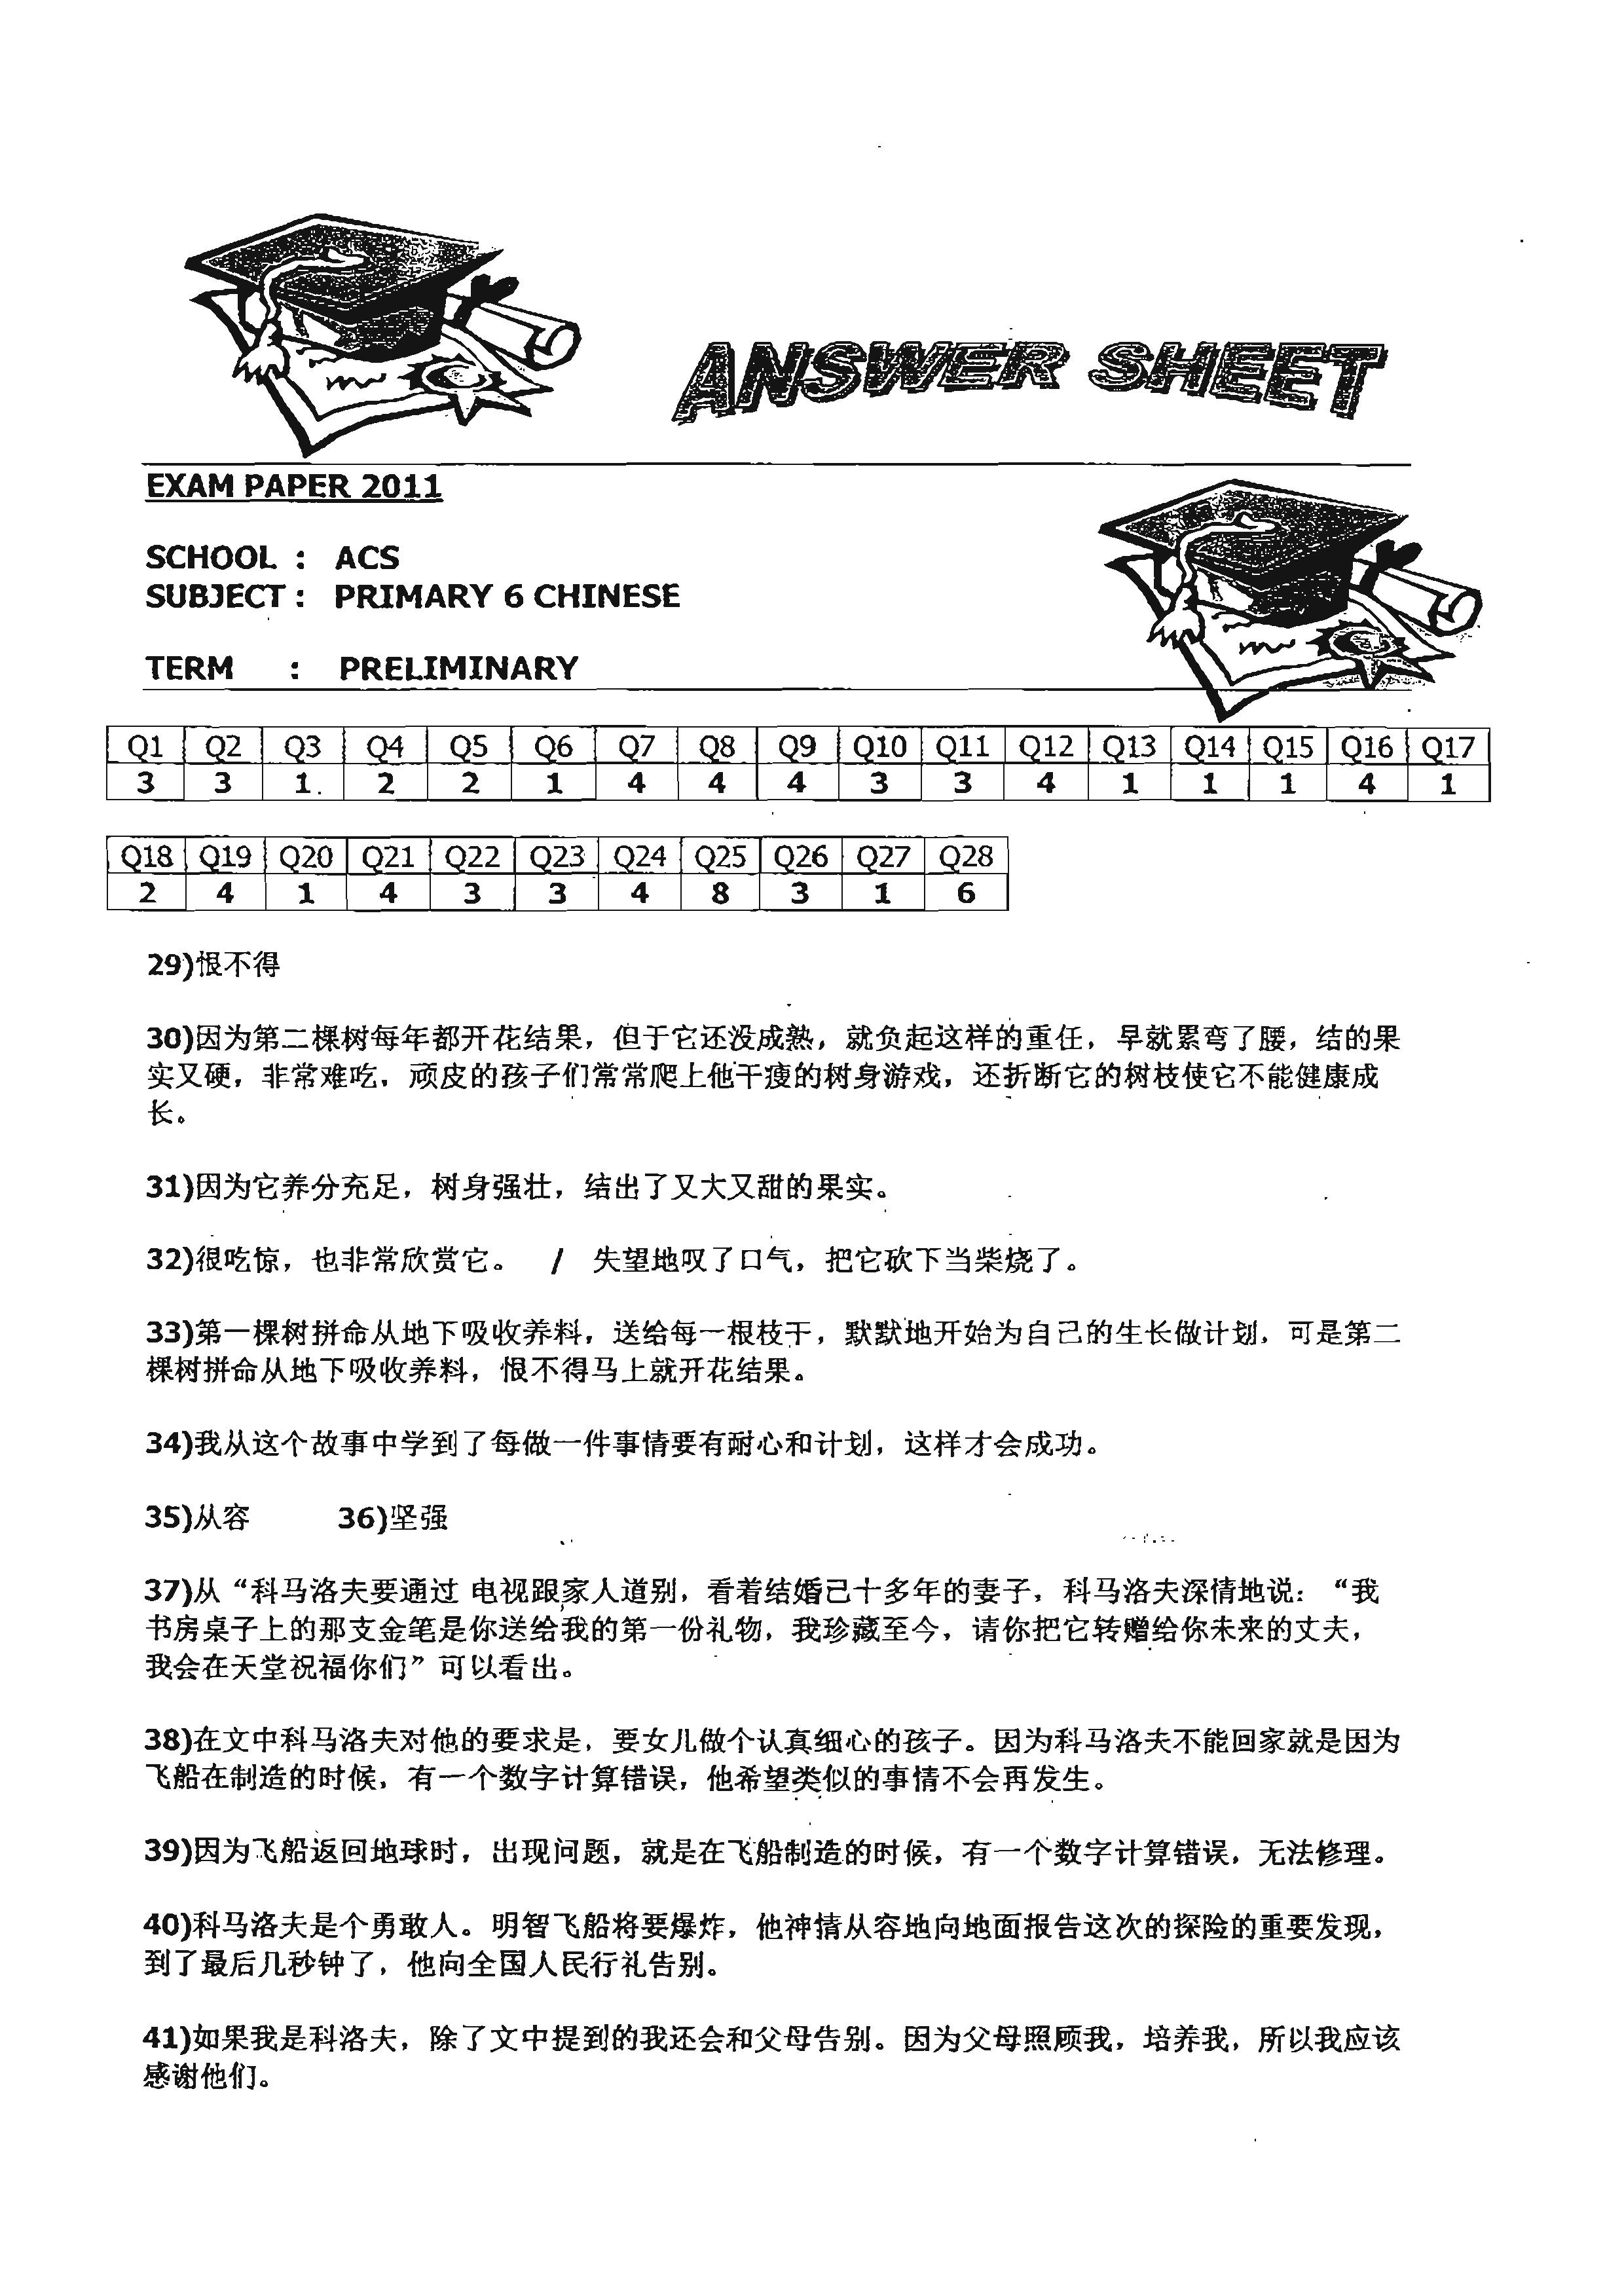 ANSWER SHEET
EXAM PAPER 2011
SCHOOL : ACS
SUBJECT : PRIMARY 6 CHINESE
TERM : PRELIMINARY
Q1 Q2 Q3 Q4 Q5 Q6 Q7 Q8 Q9 Q10 Q11 Q12 Q13 Q14 Q15 Q16 Q17
3 3 1 2 2 1 4 4 4 3 3 4 1 1 1 4 1
Q18 Q19 Q20 Q21 Q22 Q23 Q24 Q25 Q26 Q27 Q28
2 4 1 4 3 3 4 8 3 1 6
29)恨不得
30)因为第二棵树每年都开花结果，但于它还没成熟，就负起这样的重任，早就累弯了腰，结的果
实又硬，非常难吃，顽皮的孩子们常常爬上他干瘦的树身游戏，还折断它的树枝使它不能健康成
长。
31)因为它养分充足，树身强壮，结出了又大又甜的果实。
32)很吃惊，也非常欣赏它。 / 失望地叹了口气，把它砍下当柴烧了。
33)第一棵树拼命从地下吸收养料，送给每一根枝干，默默地开始为自己的生长做计划，可是第二
棵树拼命从地下吸收养料，恨不得马上就开花结果。
34)我从这个故事中学到了每做一件事情要有耐心和计划，这样才会成功。
35)从容 36)坚强
37)从“科马洛夫要通过 电视跟家人道别，看着结婚已十多年的妻子，科马洛夫深情地说：“我
书房桌子上的那支金笔是你送给我的第一份礼物，我珍藏至今，请你把它转赠给你未来的丈夫，
我会在天堂祝福你们”可以看出。
38)在文中科马洛夫对他的要求是，要女儿做个认真细心的孩子。因为科马洛夫不能回家就是因为
飞船在制造的时候，有一个数字计算错误，他希望类似的事情不会再发生。
39)因为飞船返回地球时，出现问题，就是在飞船制造的时候，有一个数字计算错误，无法修理。
40)科马洛夫是个勇敢人。明智飞船将要爆炸，他神情从容地向地面报告这次的探险的重要发现，
到了最后几秒钟了，他向全国人民行礼告别。
41)如果我是科洛夫，除了文中提到的我还会和父母告别。因为父母照顾我，培养我，所以我应该
感谢他们。